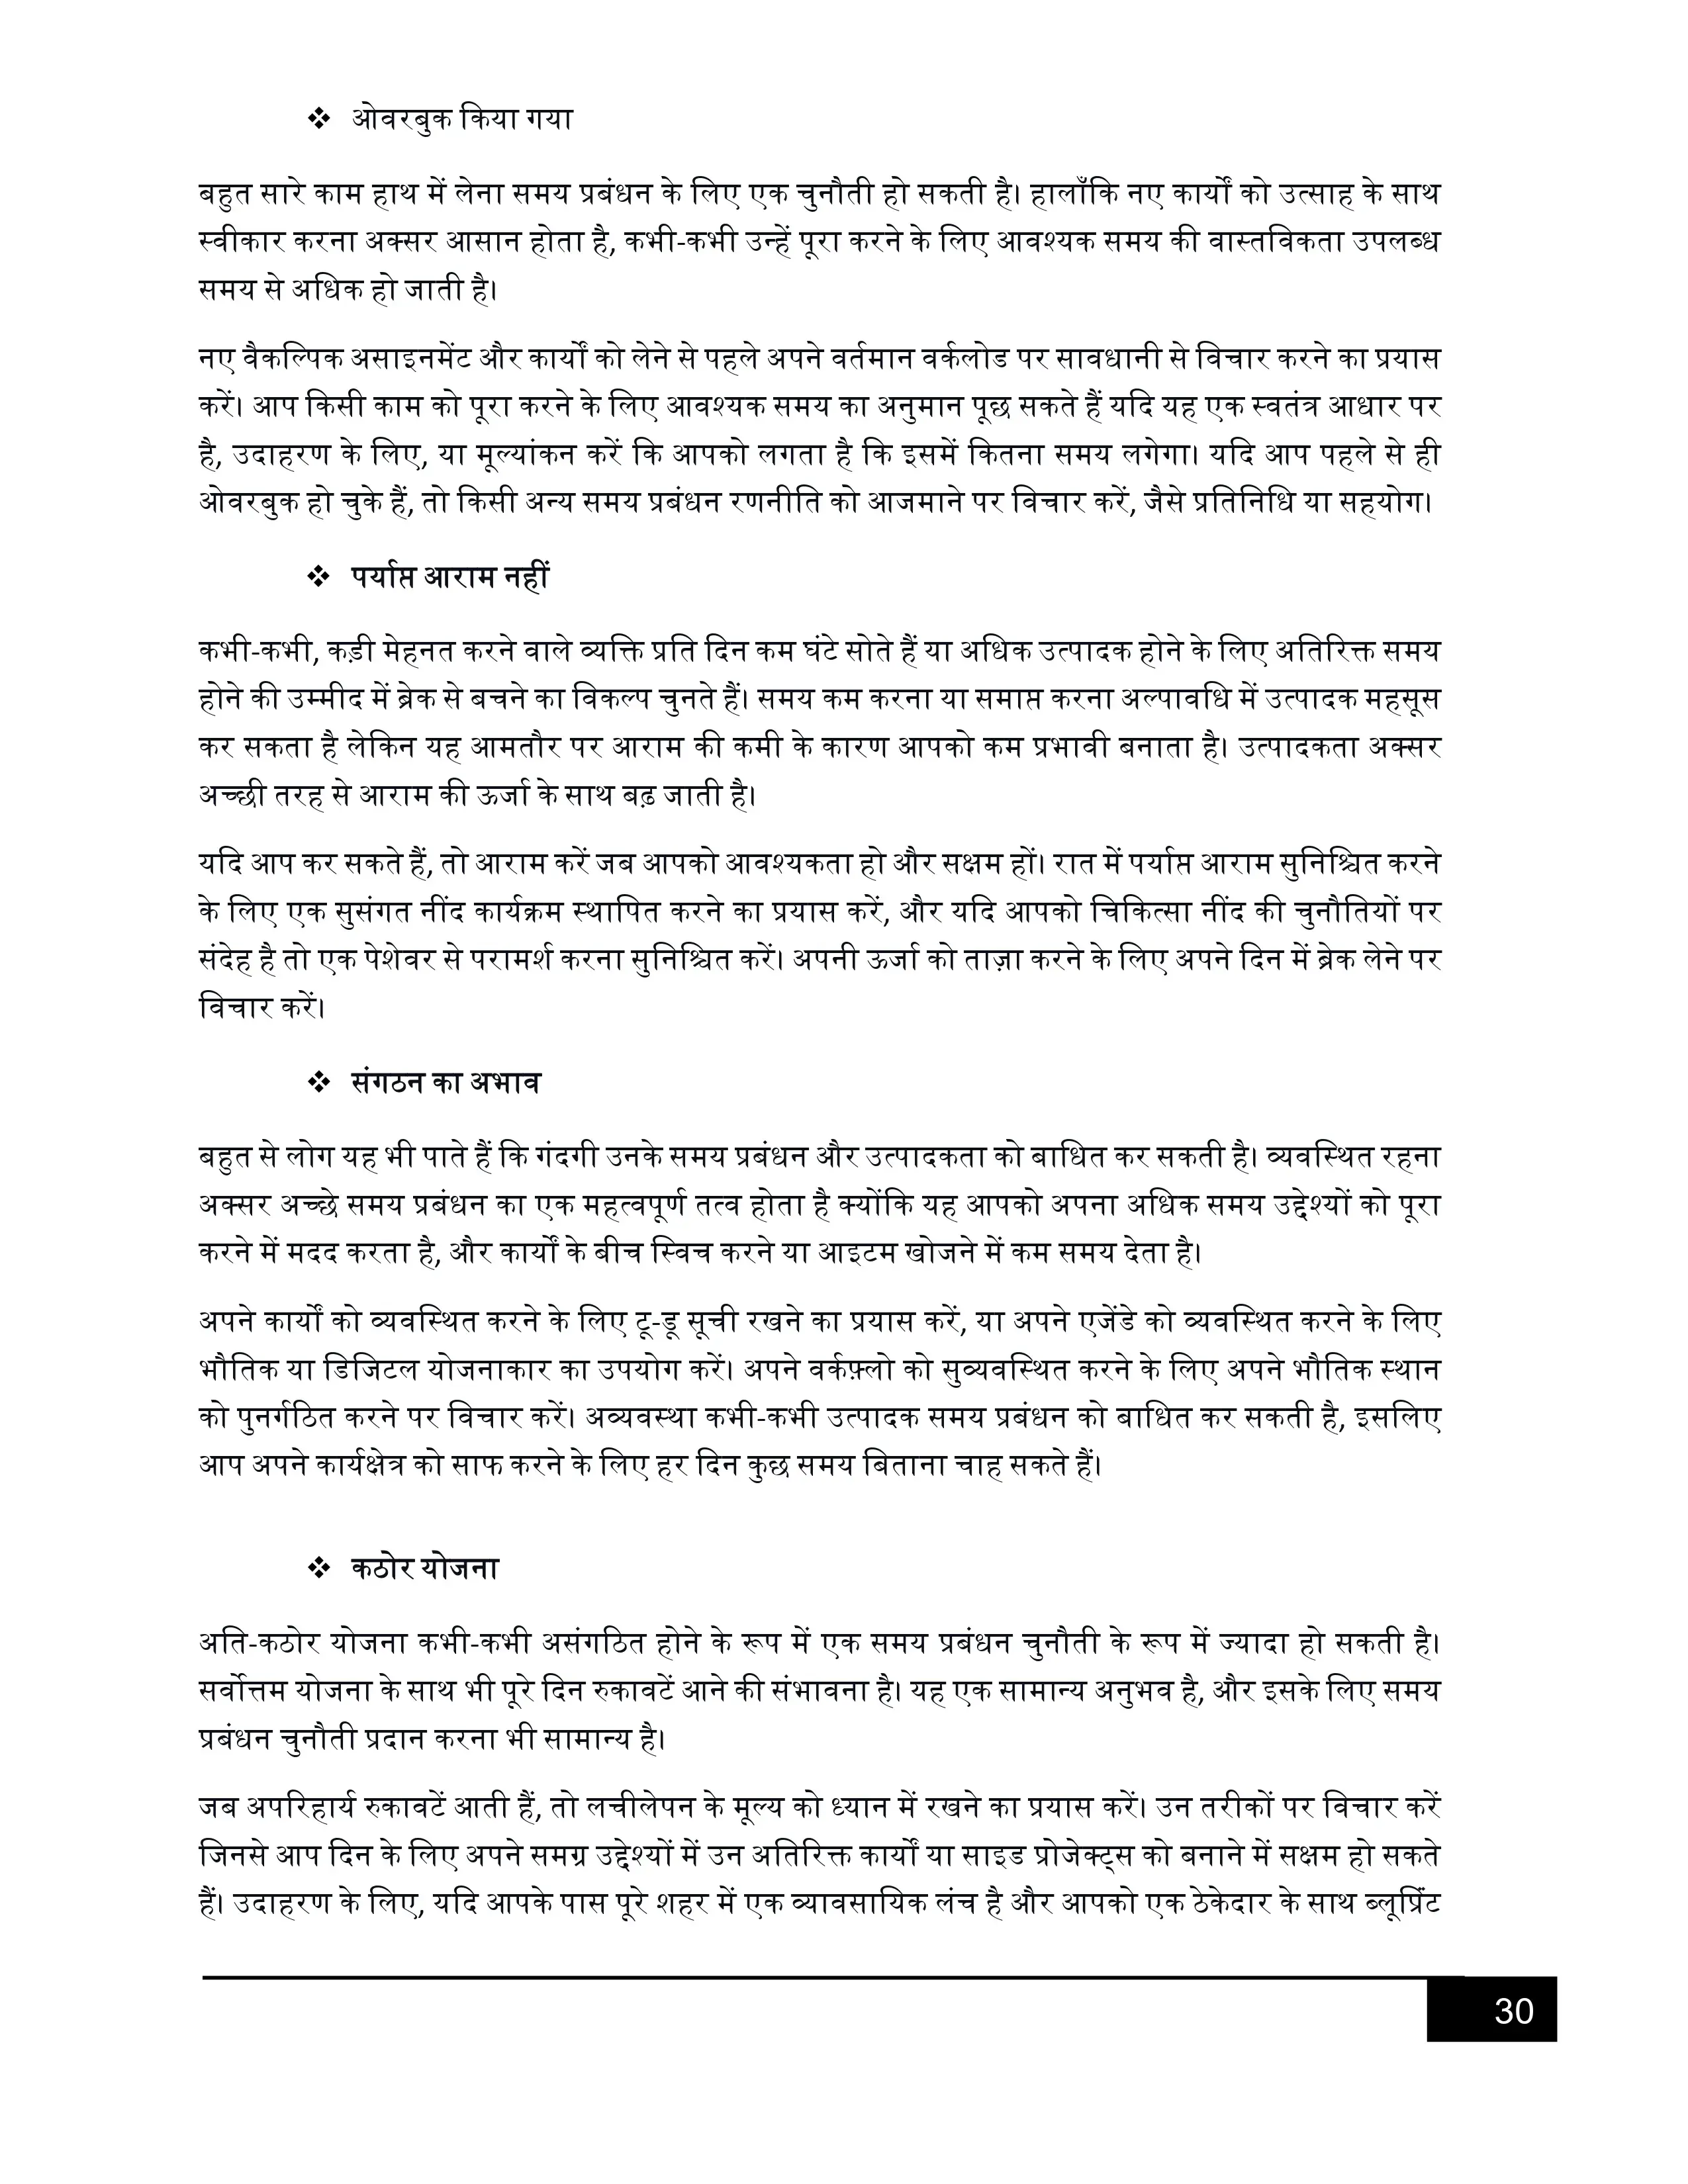 ❖ ओवरबुक किया गया
बहुत सारे काम हाथ में लेना समय प्रबंधन के लिए एक चुनौती हो सकती है। हालाँकि नए कार्यों को उत्साह के साथ
स्वीकार करना अक्सर आसान होता है, कभी-कभी उन्हें पूरा करने के लिए आवश्यक समय की वास्तविकता उपलब्ध
समय से अधिक हो जाती है।
नए वैकल्पिक असाइनमेंट और कार्यों को लेने से पहले अपने वर्तमान वर्कलोड पर सावधानी से विचार करने का प्रयास
करें। आप किसी काम को पूरा करने के लिए आवश्यक समय का अनुमान पूछ सकते हैं यदि यह एक स्वतंत्र आधार पर
है, उदाहरण के लिए, या मूल्यांकन करें कि आपको लगता है कि इसमें कितना समय लगेगा। यदि आप पहले से ही
ओवरबुक हो चुके हैं, तो किसी अन्य समय प्रबंधन रणनीति को आजमाने पर विचार करें, जैसे प्रतिनिधि या सहयोग।
❖ पर्याप्त आराम नहीं
कभी-कभी, कड़ी मेहनत करने वाले व्यक्ति प्रति दिन कम घंटे सोते हैं या अधिक उत्पादक होने के लिए अतिरिक्त समय
होने की उम्मीद में ब्रेक से बचने का विकल्प चुनते हैं। समय कम करना या समाप्त करना अल्पावधि में उत्पादक महसूस
कर सकता है लेकिन यह आमतौर पर आराम की कमी के कारण आपको कम प्रभावी बनाता है। उत्पादकता अक्सर
अच्छी तरह से आराम की ऊर्जा के साथ बढ़ जाती है।
यदि आप कर सकते हैं, तो आराम करें जब आपको आवश्यकता हो और सक्षम हों। रात में पर्याप्त आराम सुनिश्चित करने
के लिए एक सुसंगत नींद कार्यक्रम स्थापित करने का प्रयास करें, और यदि आपको चिकित्सा नींद की चुनौतियों पर
संदेह है तो एक पेशेवर से परामर्श करना सुनिश्चित करें। अपनी ऊर्जा को ताज़ा करने के लिए अपने दिन में ब्रेक लेने पर
विचार करें।
❖ संगठन का अभाव
बहुत से लोग यह भी पाते हैं कि गंदगी उनके समय प्रबंधन और उत्पादकता को बाधित कर सकती है। व्यवस्थित रहना
अक्सर अच्छे समय प्रबंधन का एक महत्वपूर्ण तत्व होता है क्योंकि यह आपको अपना अधिक समय उद्देश्यों को पूरा
करने में मदद करता है, और कार्यों के बीच स्विच करने या आइटम खोजने में कम समय देता है।
अपने कार्यों को व्यवस्थित करने के लिए टू-डू सूची रखने का प्रयास करें, या अपने एजेंडे को व्यवस्थित करने के लिए
भौतिक या डिजिटल योजनाकार का उपयोग करें। अपने वर्कफ़्लो को सुव्यवस्थित करने के लिए अपने भौतिक स्थान
को पुनर्गठित करने पर विचार करें। अव्यवस्था कभी-कभी उत्पादक समय प्रबंधन को बाधित कर सकती है, इसलिए
आप अपने कार्यक्षेत्र को साफ करने के लिए हर दिन कुछ समय बिताना चाह सकते हैं।
❖ कठोर योजना
अति-कठोर योजना कभी-कभी असंगठित होने के रूप में एक समय प्रबंधन चुनौती के रूप में ज्यादा हो सकती है।
सर्वोत्तम योजना के साथ भी पूरे दिन रुकावटें आने की संभावना है। यह एक सामान्य अनुभव है, और इसके लिए समय
प्रबंधन चुनौती प्रदान करना भी सामान्य है।
जब अपरिहार्य रुकावटें आती हैं, तो लचीलेपन के मूल्य को ध्यान में रखने का प्रयास करें। उन तरीकों पर विचार करें
जिनसे आप दिन के लिए अपने समग्र उद्देश्यों में उन अतिरिक्त कार्यों या साइड प्रोजेक्ट्स को बनाने में सक्षम हो सकते
हैं। उदाहरण के लिए, यदि आपके पास पूरे शहर में एक व्यावसायिक लंच है और आपको एक ठेकेदार के साथ ब्लूप्रिंट
30